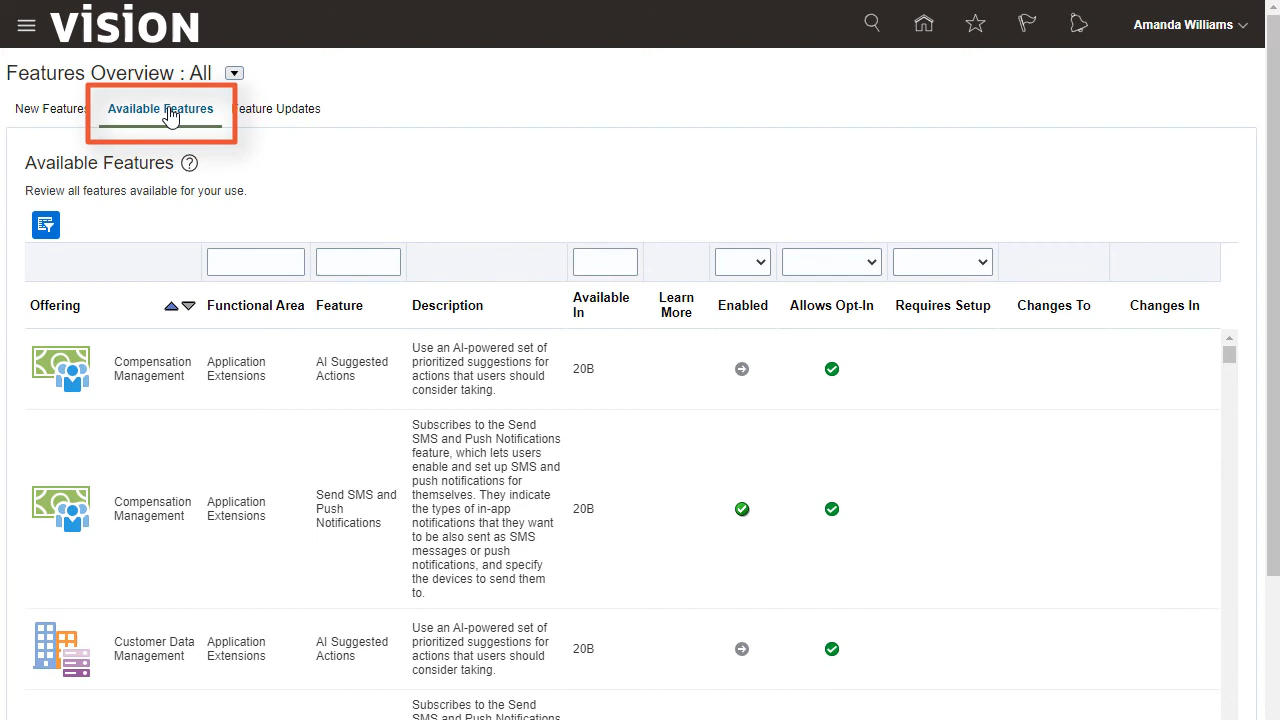 vision
Amanda Williams
Features Overview : All
New Features
Available Features
Feature Updates
Available Features ?
Review all features available for your use.
Offering
Functional Area
Feature
Description
Available
In
Learn
More
Enabled
Allows Opt-In
Requires Setup
Changes To
Changes In
Compensation
Management
Application
Extensions
AI Suggested
Actions
Use an AI-powered set of
prioritized suggestions for
actions that users should
consider taking.
20B
Compensation
Management
Application
Extensions
Send SMS and
Push
Notifications
Subscribes to the Send
SMS and Push Notifications
feature, which lets users
enable and set up SMS and
push notifications for
themselves. They indicate
the types of in-app
notifications that they want
to be also sent as SMS
messages or push
notifications, and specify
the devices to send them
to.
20B
Customer Data
Management
Application
Extensions
AI Suggested
Actions
Use an AI-powered set of
prioritized suggestions for
actions that users should
consider taking.
20B
Subscribes to the Send
SMS and Push Notifications